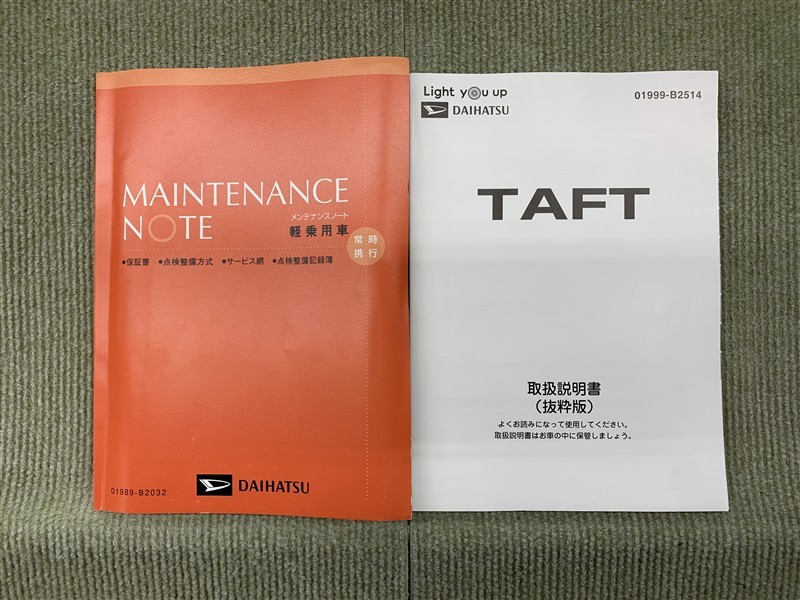 MAINTENANCE
NOTE
メンテナンスノート
軽乗用車
常時
携行
●保証書 ●点検整備方式 ●サービス網 ●点検整備記録簿
01989-B2032
DAIHATSU
Light you up
DAIHATSU
01999-B2514
TAFT
取扱説明書
(抜粋版)
よくお読みになって使用してください。
取扱説明書はお車の中に保管しましょう。